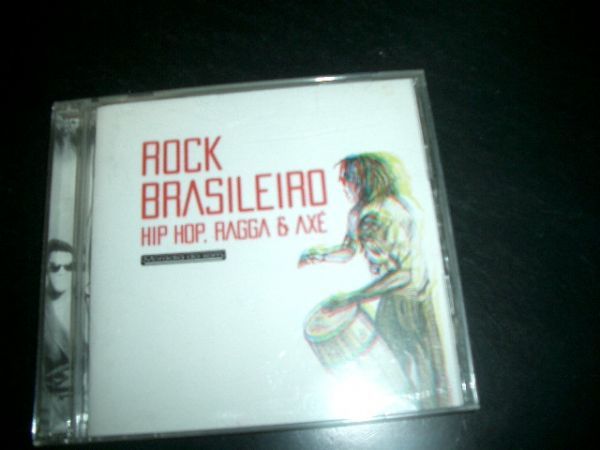 ROCK
BRASILEIRO
HIP HOP, RAGGA & AXÉ